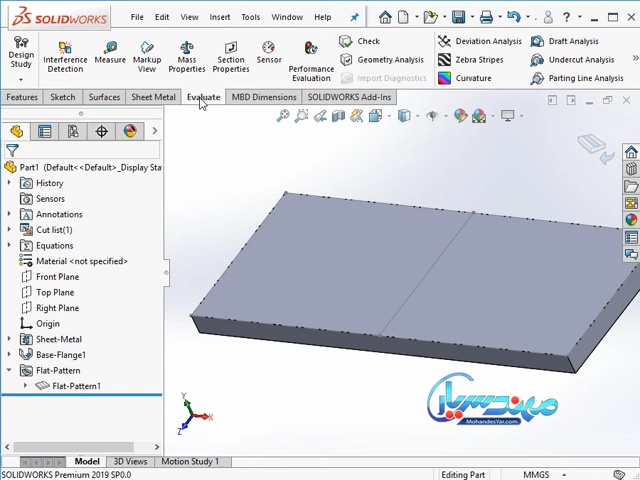 SOLIDWORKS File Edit View Insert Tools Window
Design Study Interference Detection Measure Markup View Mass Properties Section Properties Sensor Performance Evaluation
Check Deviation Analysis Draft Analysis
Geometry Analysis Zebra Stripes Undercut Analysis
Import Diagnostics Curvature Parting Line Analysis
Features Sketch Surfaces Sheet Metal Evaluate MBD Dimensions SOLIDWORKS Add-Ins
Part1 (Default<<Default>_Display Sta
History
Sensors
Annotations
Cut list(1)
Equations
Material <not specified>
Front Plane
Top Plane
Right Plane
Origin
Sheet-Metal
Base-Flange1
Flat-Pattern
Flat-Pattern1
Y
X
Z
مهندسیار
MohandesYar.com
Model 3D Views Motion Study 1
SOLIDWORKS Premium 2019 SP0.0 Editing Part MMGS